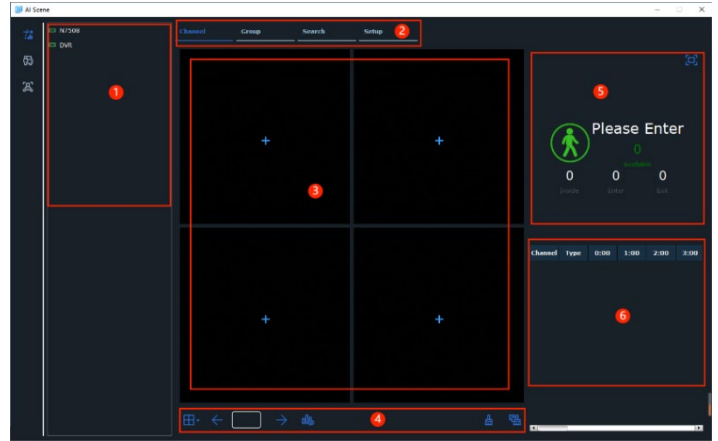 AI Scene
N7508
DVR
1
Channel Group Search Setup 2
3
4
5
Please Enter
0
Available
0 0 0
Inside Enter Exit
Channel Type 0:00 1:00 2:00 3:00
6